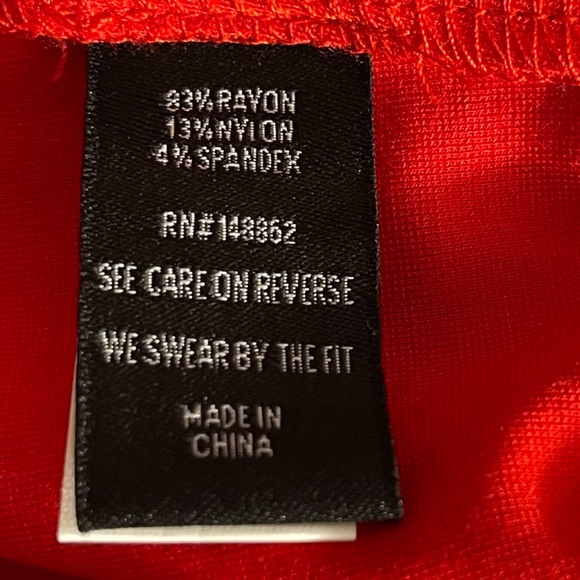 83% RAYON
13% NYLON
4% SPANDEX
RN# 148862
SEE CARE ON REVERSE
WE SWEAR BY THE FIT
MADE IN
CHINA